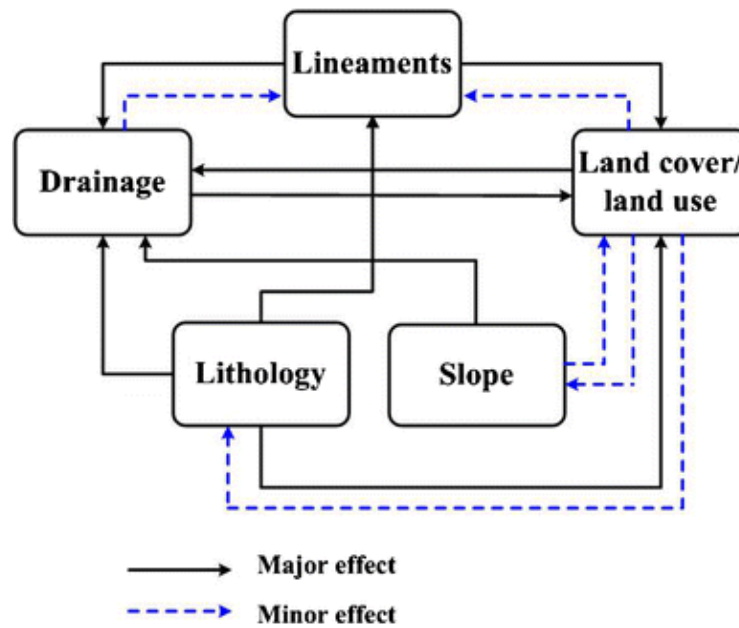 Lineaments
Drainage
Land cover/
land use
Lithology
Slope
Major effect
Minor effect